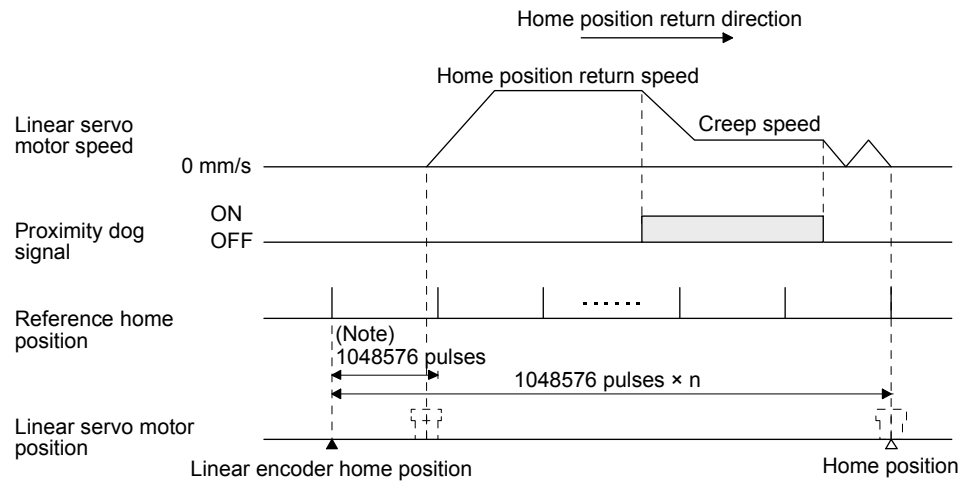 Home position return direction
Home position return speed
Linear servo
motor speed
Creep speed
0 mm/s
ON
Proximity dog
signal
OFF
Reference home
position
(Note)
1048576 pulses
1048576 pulses × n
Linear servo motor
position
Linear encoder home position
Home position